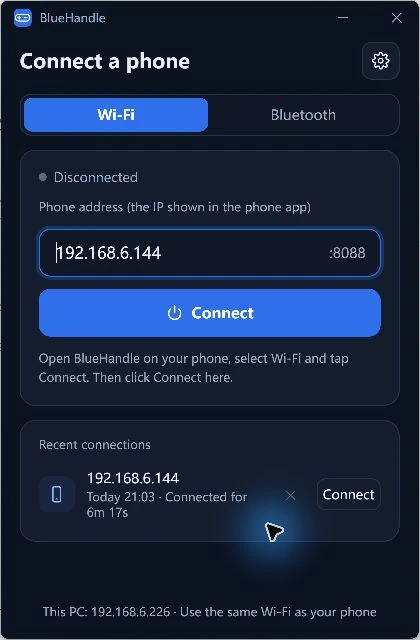 BlueHandle
Connect a phone
Wi-Fi
Bluetooth
Disconnected
Phone address (the IP shown in the phone app)
192.168.6.144
:8088
Connect
Open BlueHandle on your phone, select Wi-Fi and tap
Connect. Then click Connect here.
Recent connections
192.168.6.144
Today 21:03 · Connected for
6m 17s
Connect
This PC: 192.168.6.226 · Use the same Wi-Fi as your phone